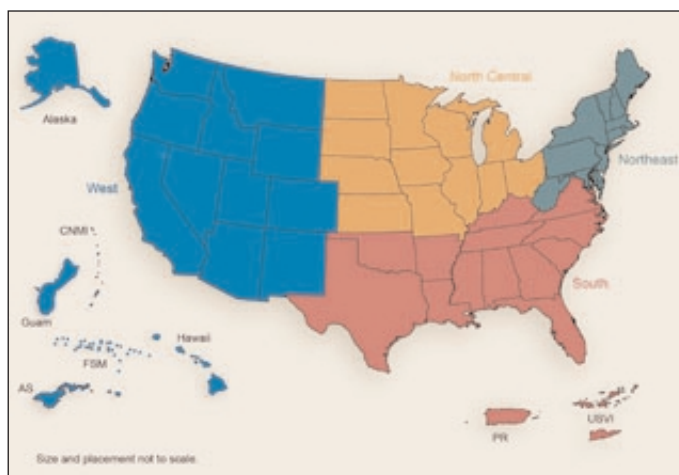 North Central
Alaska
Northeast
West
CNMI
South
Guam
Hawaii
FSM
AS
USVI
PR
Size and placement not to scale.